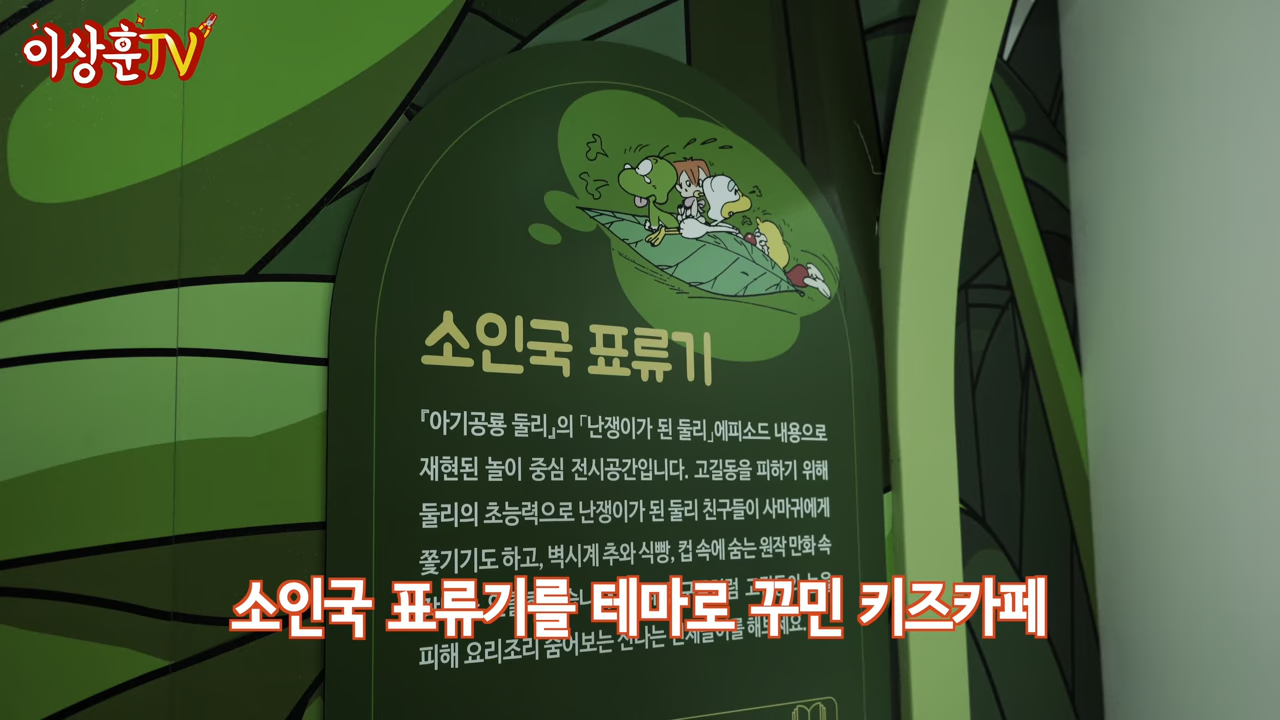 이상훈TV
소인국 표류기
『아기공룡 둘리』의 「난쟁이가 된 둘리」에피소드 내용으로
재현된 놀이 중심 전시공간입니다. 고길동을 피하기 위해
둘리의 초능력으로 난쟁이가 된 둘리 친구들이 사마귀에게
쫓기기도 하고, 벽시계 추와 식빵, 컵 속에 숨는 원작 만화 속
소인국 표류기를 테마로 꾸민 키즈카페
피해 요리조리 숨어보는